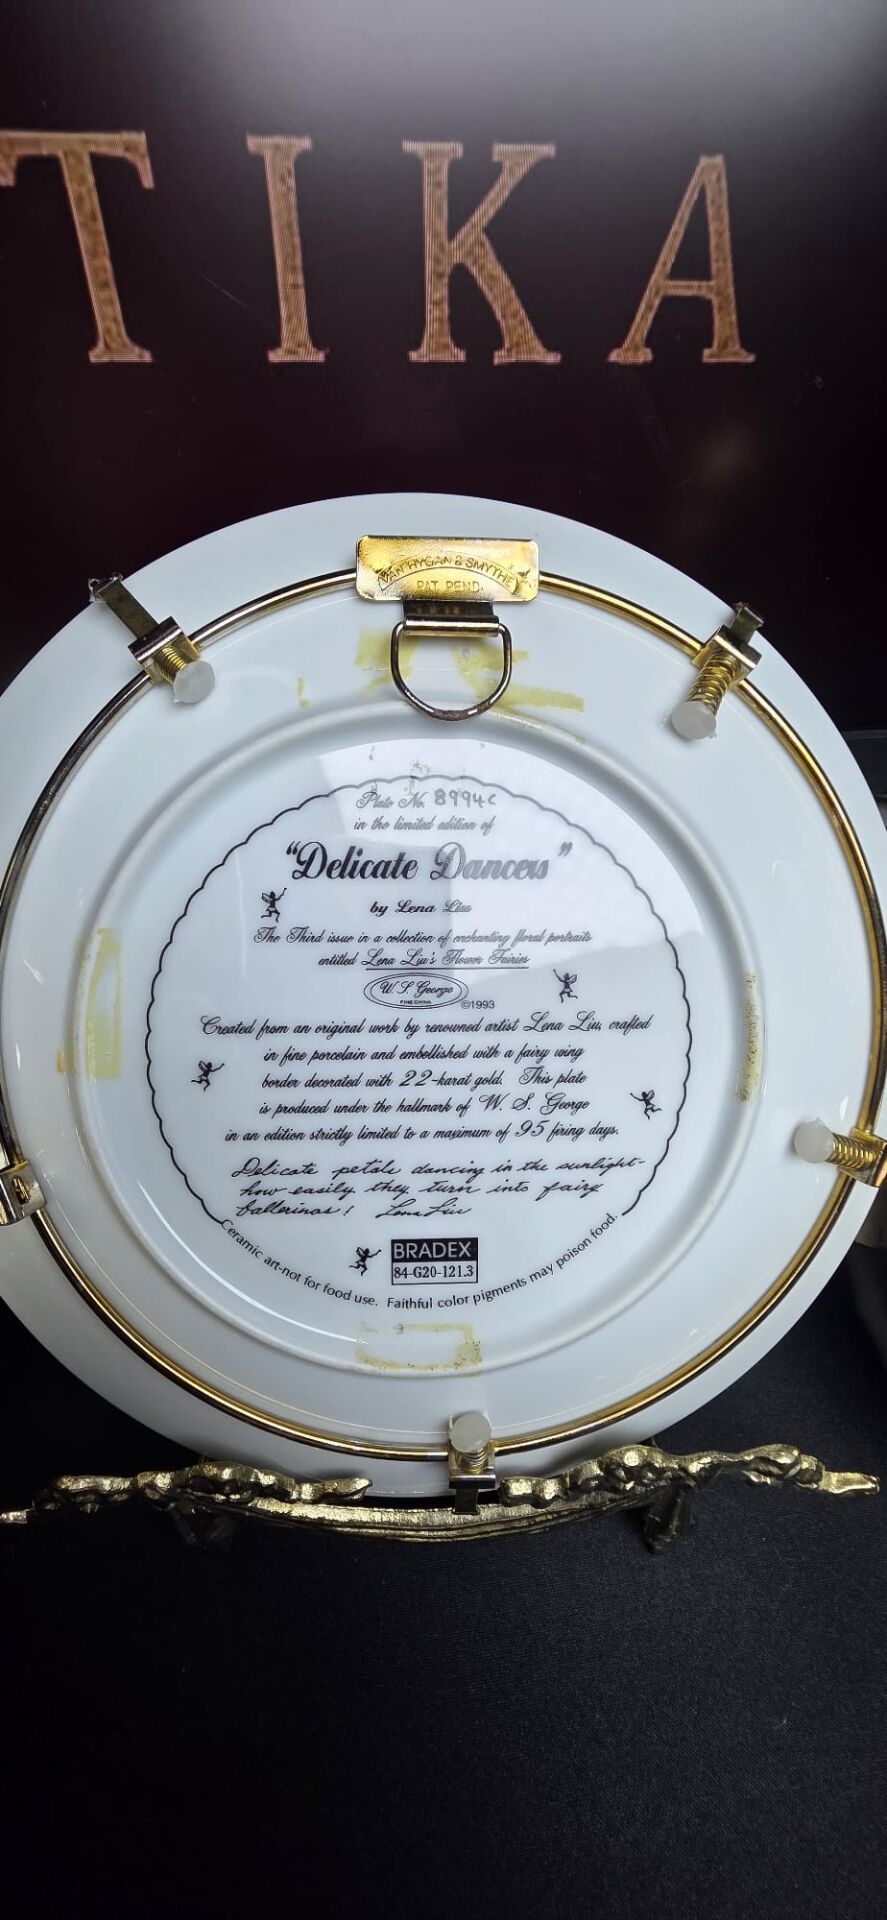 TIKA
VAN HYGAN & SMYTHE
PAT. PEND.
Plate No. 8994C
in the limited edition of
"Delicate Dancers"
by Lena Liu
The Third issue in a collection of enchanting floral portraits
entitled Lena Liu's Flower Fairies
W. S. George
FINE CHINA
©1993
Created from an original work by renowned artist Lena Liu, crafted
in fine porcelain and embellished with a fairy wing
border decorated with 22-karat gold. This plate
is produced under the hallmark of W. S. George
in an edition strictly limited to a maximum of 95 firing days.
Delicate petals dancing in the sunlight-
how easily they turn into fairy
ballerinas! Lena Liu
BRADEX
84-G20-121.3
Ceramic art-not for food use. Faithful color pigments may poison food.